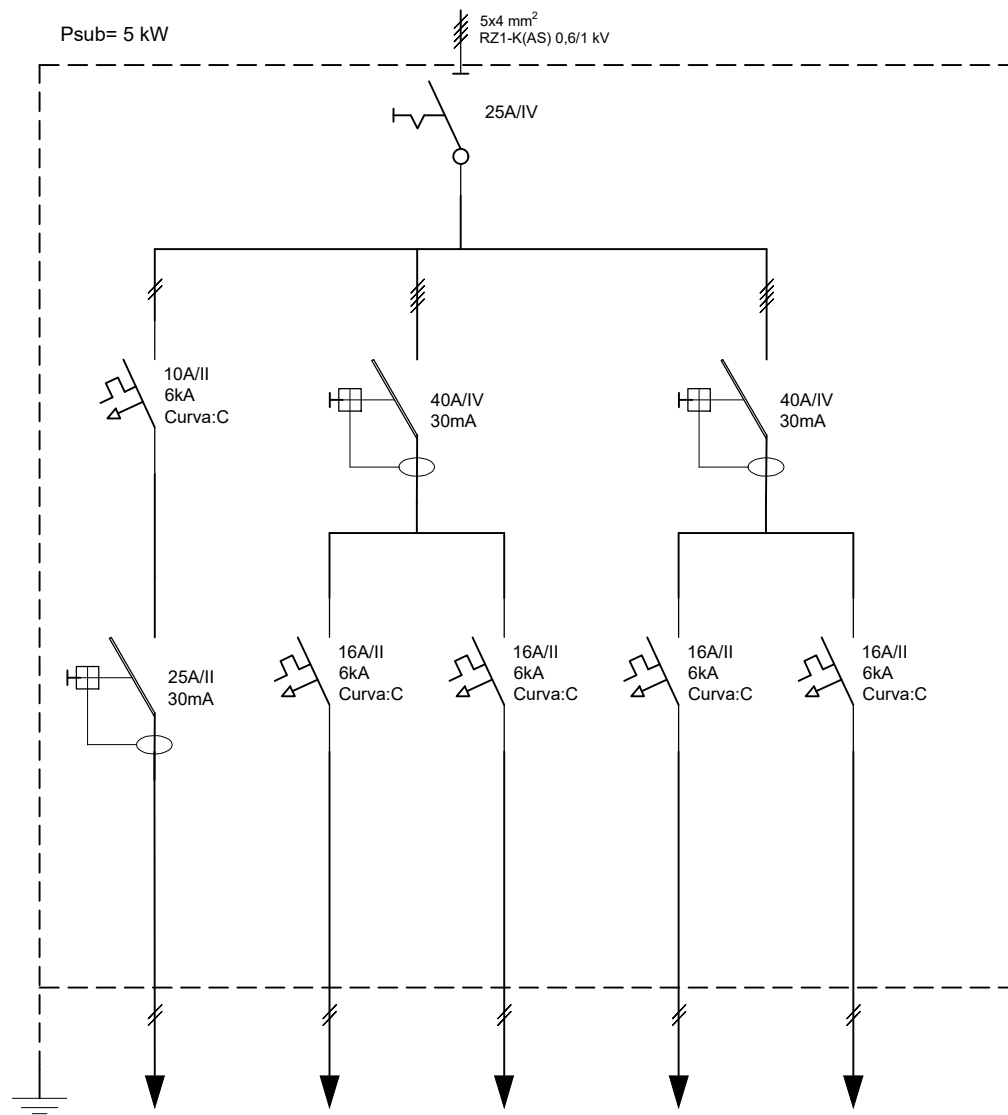 Psub= 5 kW
5x4 mm²
RZ1-K(AS) 0,6/1 kV
25A/IV
10A/II
6kA
Curva:C
40A/IV
30mA
40A/IV
30mA
25A/II
30mA
16A/II
6kA
Curva:C
16A/II
6kA
Curva:C
16A/II
6kA
Curva:C
16A/II
6kA
Curva:C